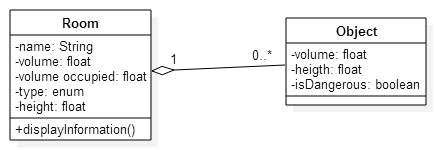 Room
-name: String
-volume: float
-volume occupied: float
-type: enum
-height: float
+displayInformation()
1
0..*
Object
-volume: float
-heigth: float
-isDangerous: boolean